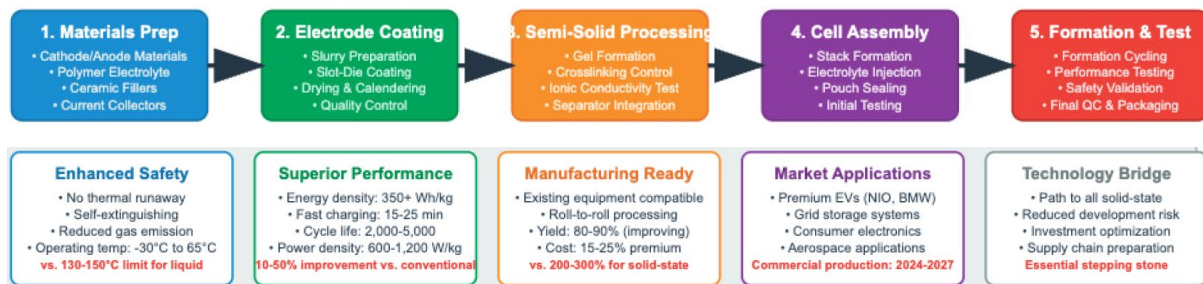 1. Materials Prep
• Cathode/Anode Materials
• Polymer Electrolyte
• Ceramic Fillers
• Current Collectors
2. Electrode Coating
• Slurry Preparation
• Slot-Die Coating
• Drying & Calendering
• Quality Control
3. Semi-Solid Processing
• Gel Formation
• Crosslinking Control
• Ionic Conductivity Test
• Separator Integration
4. Cell Assembly
• Stack Formation
• Electrolyte Injection
• Pouch Sealing
• Initial Testing
5. Formation & Test
• Formation Cycling
• Performance Testing
• Safety Validation
• Final QC & Packaging
Enhanced Safety
• No thermal runaway
• Self-extinguishing
• Reduced gas emission
• Operating temp: -30°C to 65°C
vs. 130-150°C limit for liquid
Superior Performance
• Energy density: 350+ Wh/kg
• Fast charging: 15-25 min
• Cycle life: 2,000-5,000
• Power density: 600-1,200 W/kg
10-50% improvement vs. conventional
Manufacturing Ready
• Existing equipment compatible
• Roll-to-roll processing
• Yield: 80-90% (improving)
• Cost: 15-25% premium
vs. 200-300% for solid-state
Market Applications
• Premium EVs (NIO, BMW)
• Grid storage systems
• Consumer electronics
• Aerospace applications
Commercial production: 2024-2027
Technology Bridge
• Path to all solid-state
• Reduced development risk
• Investment optimization
• Supply chain preparation
Essential stepping stone